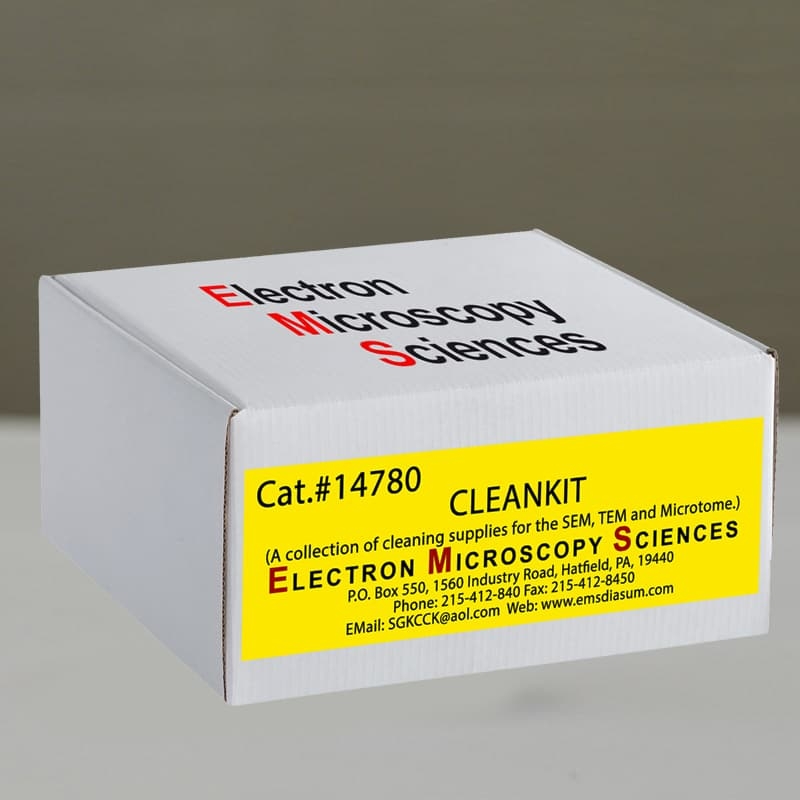 Electron
Microscopy
Sciences
Cat.#14780
CLEANKIT
(A collection of cleaning supplies for the SEM, TEM and Microtome.)
ELECTRON MICROSCOPY SCIENCES
P.O. Box 550, 1560 Industry Road, Hatfield, PA, 19440
Phone: 215-412-840 Fax: 215-412-8450
EMail: SGKCCK@aol.com Web: www.emsdiasum.com